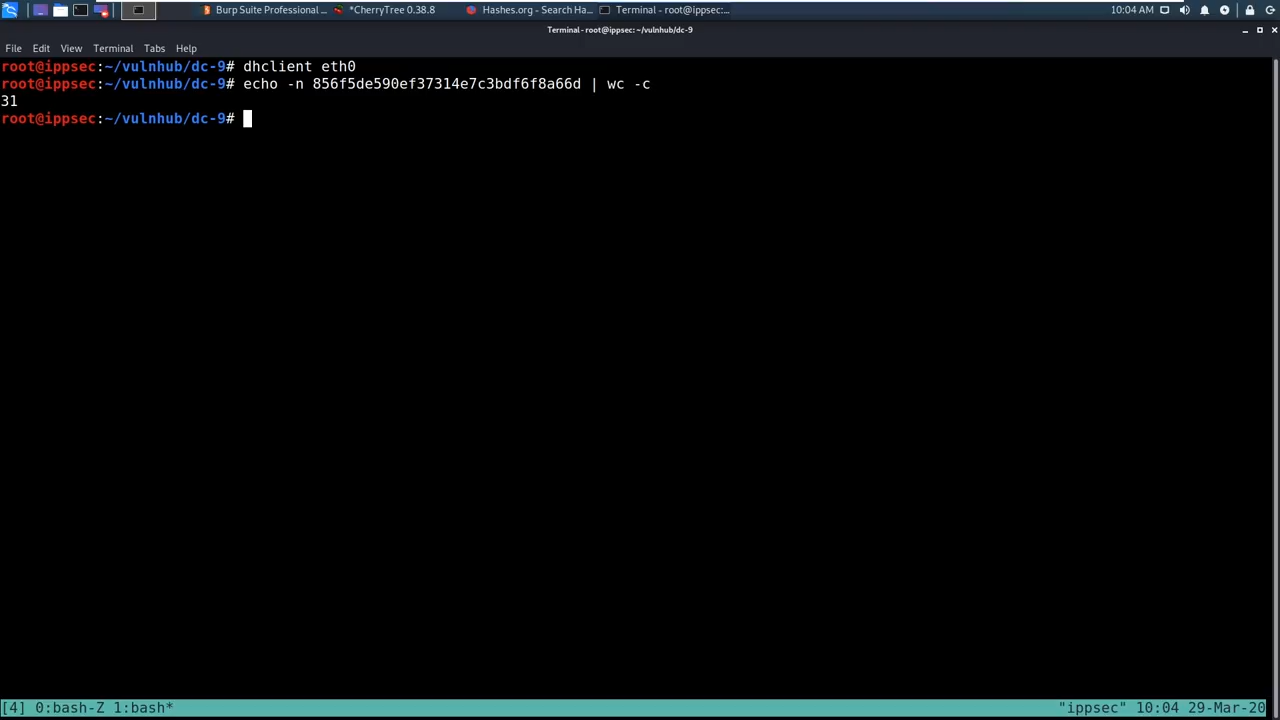 Burp Suite Professional ... *CherryTree 0.38.8 Hashes.org - Search Ha... Terminal - root@ippsec:... 10:04 AM
Terminal - root@ippsec: ~/vulnhub/dc-9
File Edit View Terminal Tabs Help
root@ippsec:~/vulnhub/dc-9# dhclient eth0
root@ippsec:~/vulnhub/dc-9# echo -n 856f5de590ef37314e7c3bdf6f8a66d | wc -c
31
root@ippsec:~/vulnhub/dc-9#
[4] 0:bash-Z 1:bash* "ippsec" 10:04 29-Mar-20